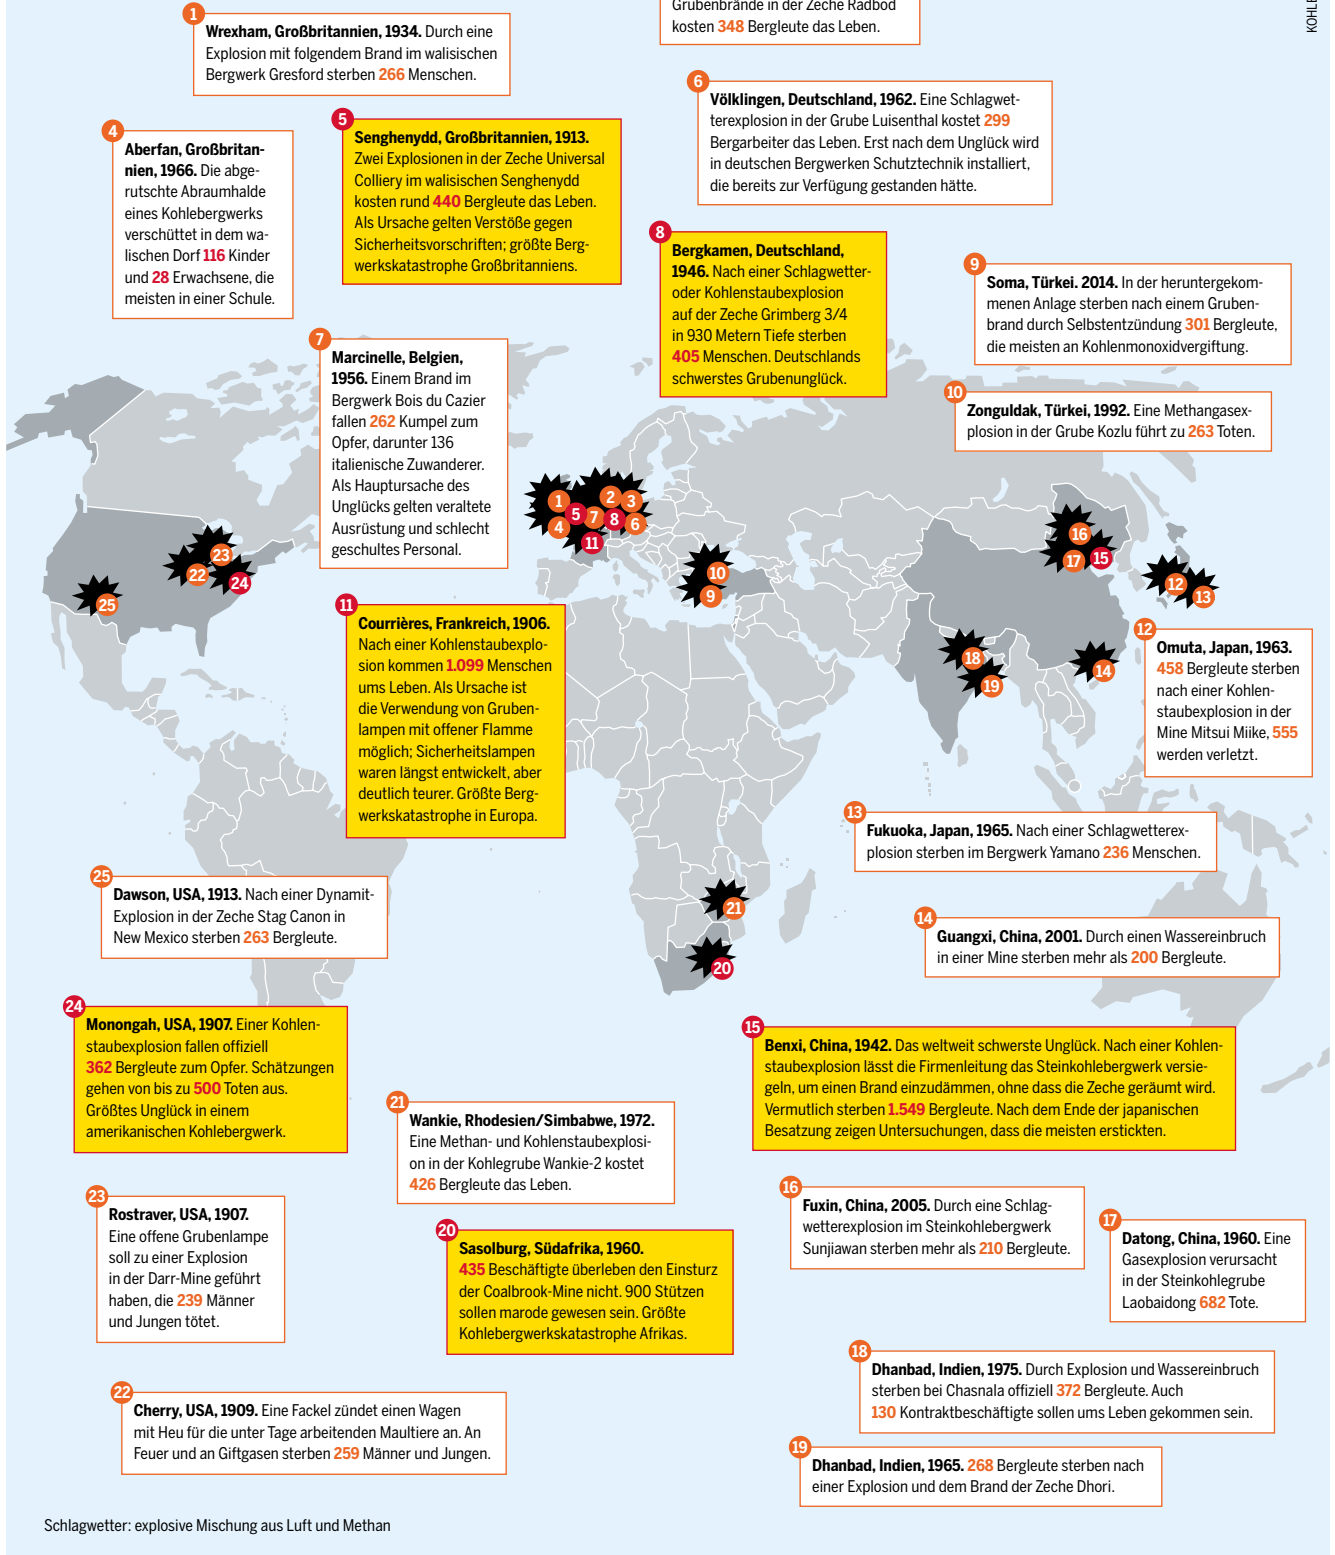 Grubenbrände in der Zeche Radbod
kosten 348 Bergleute das Leben.
KOHLE
1
Wrexham, Großbritannien, 1934. Durch eine
Explosion mit folgendem Brand im walisischen
Bergwerk Gresford sterben 266 Menschen.
6
Völklingen, Deutschland, 1962. Eine Schlagwet-
terexplosion in der Grube Luisenthal kostet 299
Bergarbeiter das Leben. Erst nach dem Unglück wird
in deutschen Bergwerken Schutztechnik installiert,
die bereits zur Verfügung gestanden hätte.
4
Aberfan, Großbritan-
nien, 1966. Die abge-
rutschte Abraumhalde
eines Kohlebergwerks
verschüttet in dem wa-
lischen Dorf 116 Kinder
und 28 Erwachsene, die
meisten in einer Schule.
5
Senghenydd, Großbritannien, 1913.
Zwei Explosionen in der Zeche Universal
Colliery im walisischen Senghenydd
kosten rund 440 Bergleute das Leben.
Als Ursache gelten Verstöße gegen
Sicherheitsvorschriften; größte Berg-
werkskatastrophe Großbritanniens.
8
Bergkamen, Deutschland,
1946. Nach einer Schlagwetter-
oder Kohlenstaubexplosion
auf der Zeche Grimberg 3/4
in 930 Metern Tiefe sterben
405 Menschen. Deutschlands
schwerstes Grubenunglück.
9
Soma, Türkei. 2014. In der heruntergekom-
menen Anlage sterben nach einem Gruben-
brand durch Selbstentzündung 301 Bergleute,
die meisten an Kohlenmonoxidvergiftung.
7
Marcinelle, Belgien,
1956. Einem Brand im
Bergwerk Bois du Cazier
fallen 262 Kumpel zum
Opfer, darunter 136
italienische Zuwanderer.
Als Hauptursache des
Unglücks gelten veraltete
Ausrüstung und schlecht
geschultes Personal.
10
Zonguldak, Türkei, 1992. Eine Methangasex-
plosion in der Grube Kozlu führt zu 263 Toten.
1
2
3
5
7
8
6
4
11
16
17
15
23
22
24
25
10
9
12
13
18
19
14
21
20
11
Courrières, Frankreich, 1906.
Nach einer Kohlenstaubexplo-
sion kommen 1.099 Menschen
ums Leben. Als Ursache ist
die Verwendung von Gruben-
lampen mit offener Flamme
möglich; Sicherheitslampen
waren längst entwickelt, aber
deutlich teurer. Größte Berg-
werkskatastrophe in Europa.
12
Omuta, Japan, 1963.
458 Bergleute sterben
nach einer Kohlen-
staubexplosion in der
Mine Mitsui Miike, 555
werden verletzt.
13
Fukuoka, Japan, 1965. Nach einer Schlagwetterex-
plosion sterben im Bergwerk Yamano 236 Menschen.
25
Dawson, USA, 1913. Nach einer Dynamit-
Explosion in der Zeche Stag Canon in
New Mexico sterben 263 Bergleute.
14
Guangxi, China, 2001. Durch einen Wassereinbruch
in einer Mine sterben mehr als 200 Bergleute.
24
Monongah, USA, 1907. Einer Kohlen-
staubexplosion fallen offiziell
362 Bergleute zum Opfer. Schätzungen
gehen von bis zu 500 Toten aus.
Größtes Unglück in einem
amerikanischen Kohlebergwerk.
15
Benxi, China, 1942. Das weltweit schwerste Unglück. Nach einer Kohlen-
staubexplosion lässt die Firmenleitung das Steinkohlebergwerk versie-
geln, um einen Brand einzudämmen, ohne dass die Zeche geräumt wird.
Vermutlich sterben 1.549 Bergleute. Nach dem Ende der japanischen
Besatzung zeigen Untersuchungen, dass die meisten erstickten.
21
Wankie, Rhodesien/Simbabwe, 1972.
Eine Methan- und Kohlenstaubexplosi-
on in der Kohlegrube Wankie-2 kostet
426 Bergleute das Leben.
23
Rostraver, USA, 1907.
Eine offene Grubenlampe
soll zu einer Explosion
in der Darr-Mine geführt
haben, die 239 Männer
und Jungen tötet.
20
Sasolburg, Südafrika, 1960.
435 Beschäftigte überleben den Einsturz
der Coalbrook-Mine nicht. 900 Stützen
sollen marode gewesen sein. Größte
Kohlebergwerkskatastrophe Afrikas.
16
Fuxin, China, 2005. Durch eine Schlag-
wetterexplosion im Steinkohlebergwerk
Sunjiawan sterben mehr als 210 Bergleute.
17
Datong, China, 1960. Eine
Gasexplosion verursacht
in der Steinkohlegrube
Laobaidong 682 Tote.
18
Dhanbad, Indien, 1975. Durch Explosion und Wassereinbruch
sterben bei Chasnala offiziell 372 Bergleute. Auch
130 Kontraktbeschäftigte sollen ums Leben gekommen sein.
22
Cherry, USA, 1909. Eine Fackel zündet einen Wagen
mit Heu für die unter Tage arbeitenden Maultiere an. An
Feuer und an Giftgasen sterben 259 Männer und Jungen.
19
Dhanbad, Indien, 1965. 268 Bergleute sterben nach
einer Explosion und dem Brand der Zeche Dhori.
Schlagwetter: explosive Mischung aus Luft und Methan